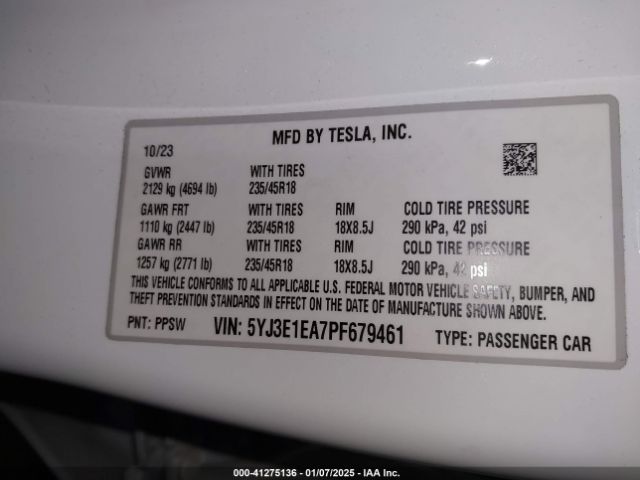 MFD BY TESLA, INC.
10/23
GVWR WITH TIRES
2129 kg (4694 lb) 235/45R18
GAWR FRT WITH TIRES RIM COLD TIRE PRESSURE
1110 kg (2447 lb) 235/45R18 18X8.5J 290 kPa, 42 psi
GAWR RR WITH TIRES RIM COLD TIRE PRESSURE
1257 kg (2771 lb) 235/45R18 18X8.5J 290 kPa, 42 psi
THIS VEHICLE CONFORMS TO ALL APPLICABLE U.S. FEDERAL MOTOR VEHICLE SAFETY, BUMPER, AND
THEFT PREVENTION STANDARDS IN EFFECT ON THE DATE OF MANUFACTURE SHOWN ABOVE.
PNT: PPSW VIN: 5YJ3E1EA7PF679461 TYPE: PASSENGER CAR
000-41275136 - 01/07/2025 - IAA Inc.